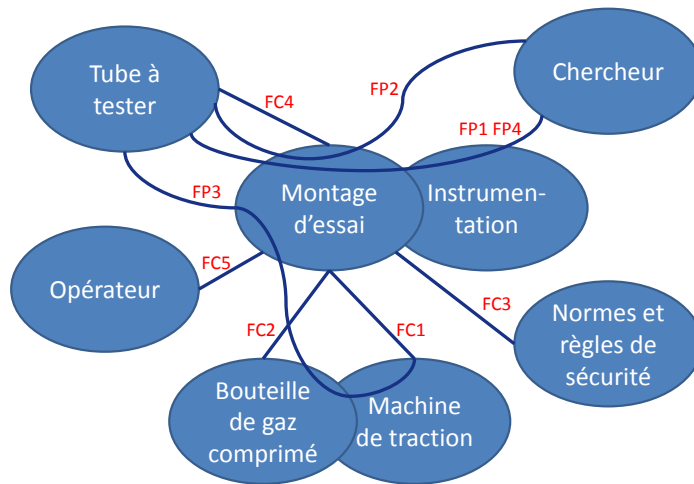 Tube à
tester
FC4
FP2
Chercheur
FP1 FP4
FP3
Montage
d'essai
Instrumen-
tation
Opérateur
FC5
FC3
FC2
FC1
Normes et
règles de
sécurité
Bouteille
de gaz
comprimé
Machine
de traction